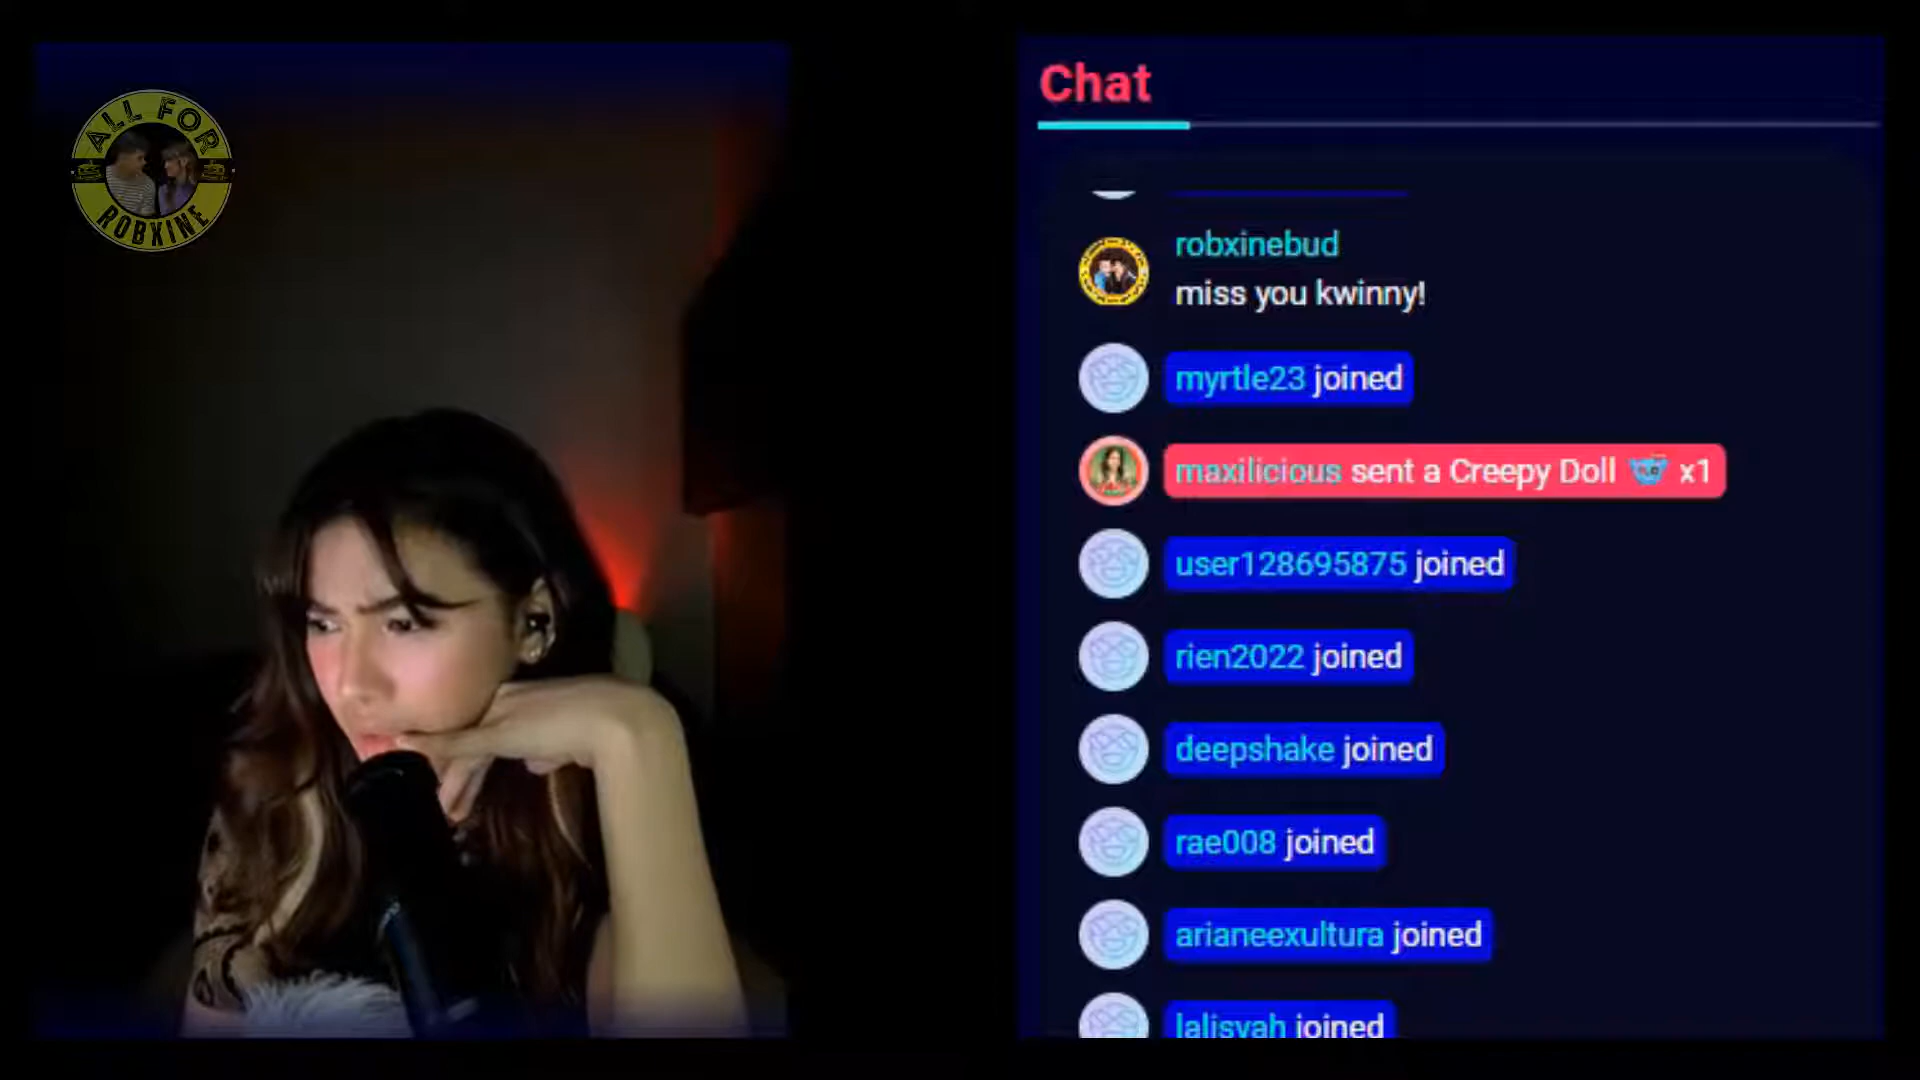 ALL FOR
ROBXINE
Chat
robxinebud
miss you kwinny!
myrtle23 joined
maxilicious sent a Creepy Doll x1
user128695875 joined
rien2022 joined
deepshake joined
rae008 joined
arianeexultura joined
lalisyah joined